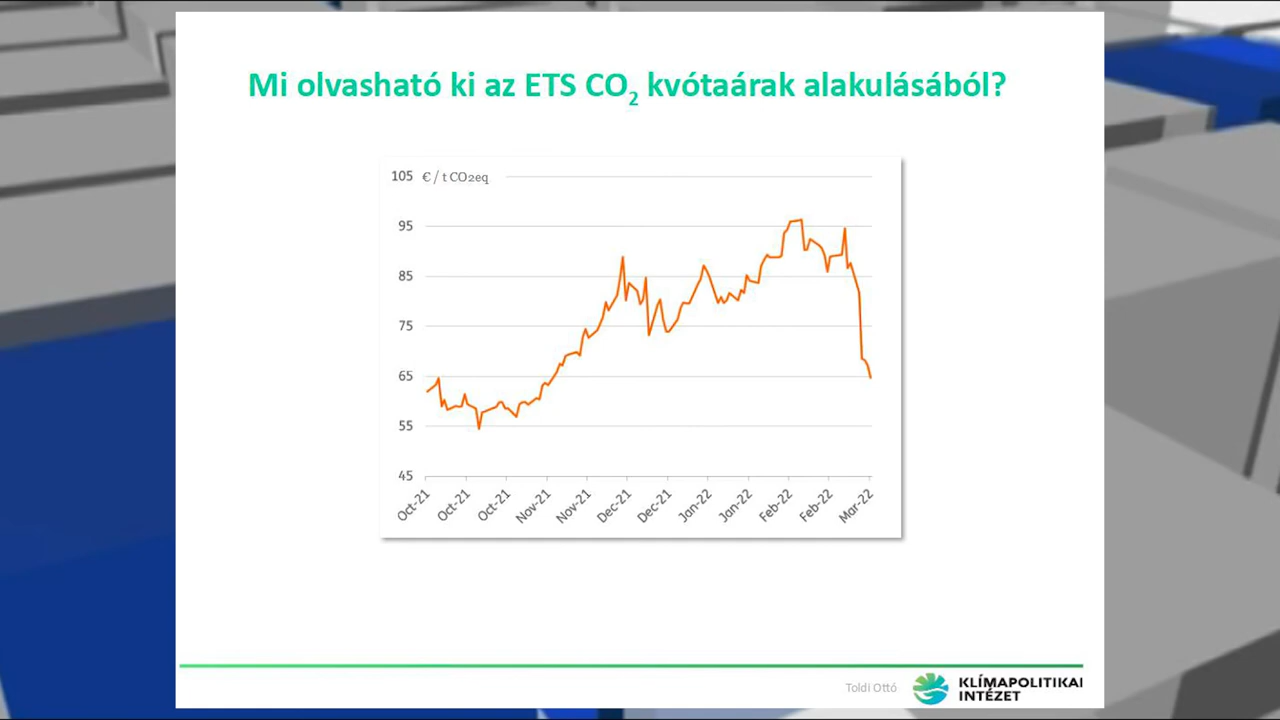 Mi olvasható ki az ETS CO2 kvótaárak alakulásából?
105 € / t CO2eq
95
85
75
65
55
45
Oct-21 Oct-21 Oct-21 Nov-21 Nov-21 Dec-21 Dec-21 Jan-22 Jan-22 Feb-22 Feb-22 Mar-22
Toldi Ottó
KLÍMAPOLITIKAI
INTÉZET